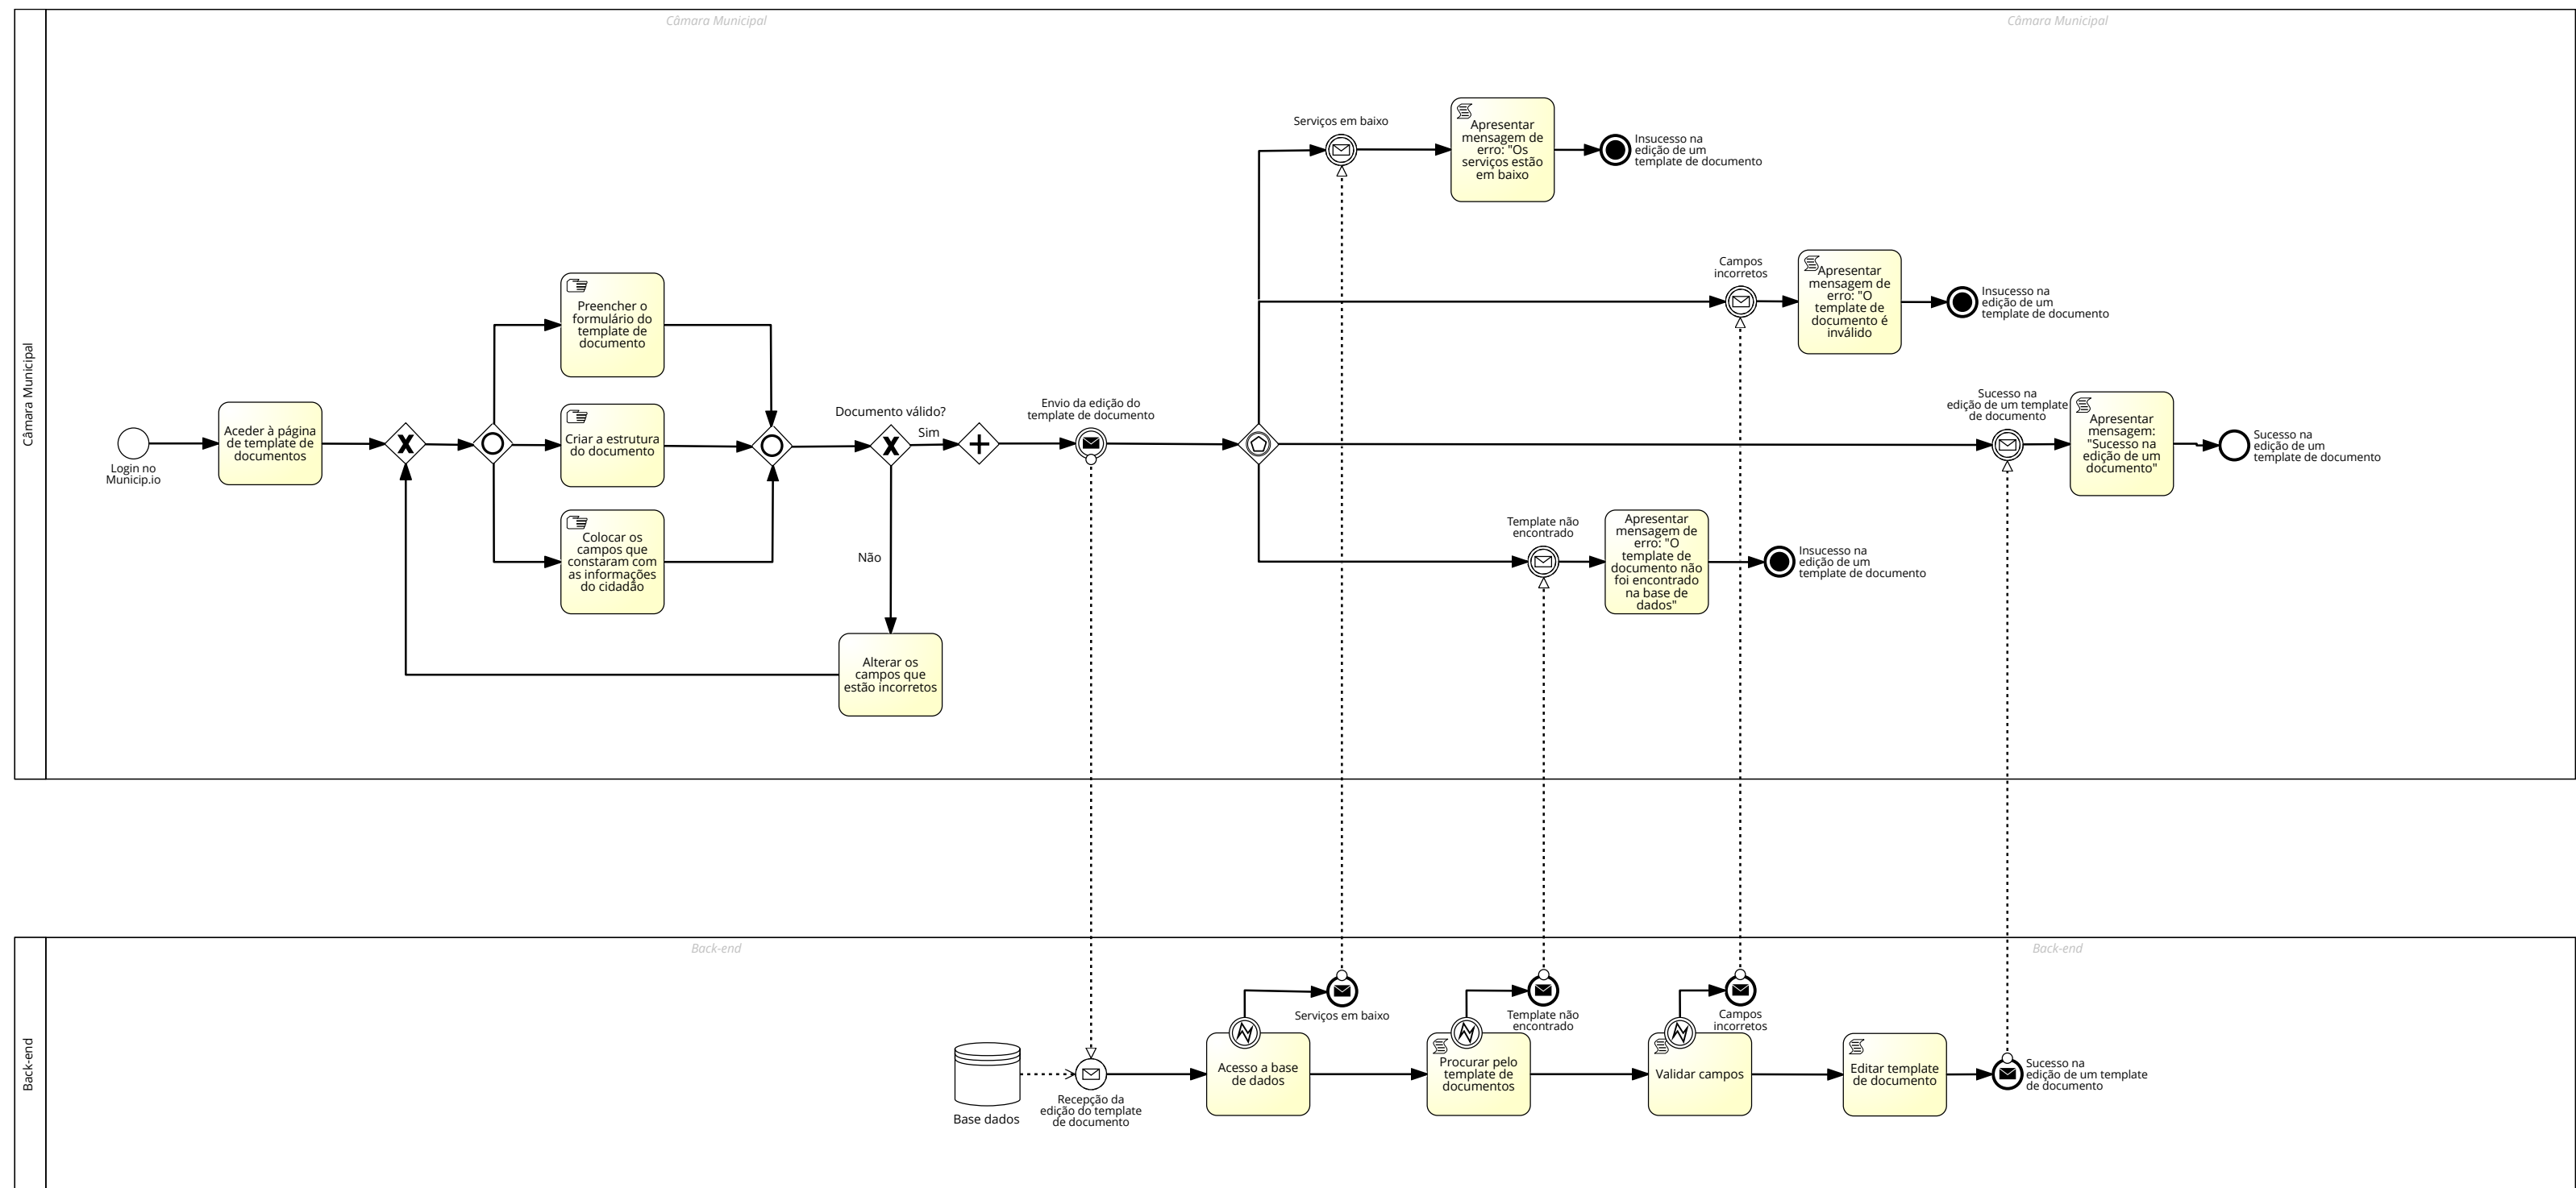 Câmara Municipal
Câmara Municipal
Câmara Municipal
Login no
Municip.io
Aceder à página
de template de
documentos
Preencher o
formulário do
template de
documento
Criar a estrutura
do documento
Colocar os
campos que
constaram com
as informações
do cidadão
Documento válido?
Sim
Não
Alterar os
campos que
estão incorretos
Envio da edição do
template de documento
Serviços em baixo
Apresentar
mensagem de
erro: "Os
serviços estão
em baixo
Insucesso na
edição de um
template de documento
Campos
incorretos
Apresentar
mensagem de
erro: "O
template de
documento é
inválido
Insucesso na
edição de um
template de documento
Sucesso na
edição de um template
de documento
Apresentar
mensagem:
"Sucesso na
edição de um
documento"
Sucesso na
edição de um
template de documento
Template não
encontrado
Apresentar
mensagem de
erro: "O
template de
documento não
foi encontrado
na base de
dados"
Insucesso na
edição de um
template de documento
Back-end
Back-end
Back-end
Base dados
Recepção da
edição do template
de documento
Acesso a base
de dados
Serviços em baixo
Procurar pelo
template de
documentos
Template não
encontrado
Validar campos
Campos
incorretos
Editar template
de documento
Sucesso na
edição de um template
de documento